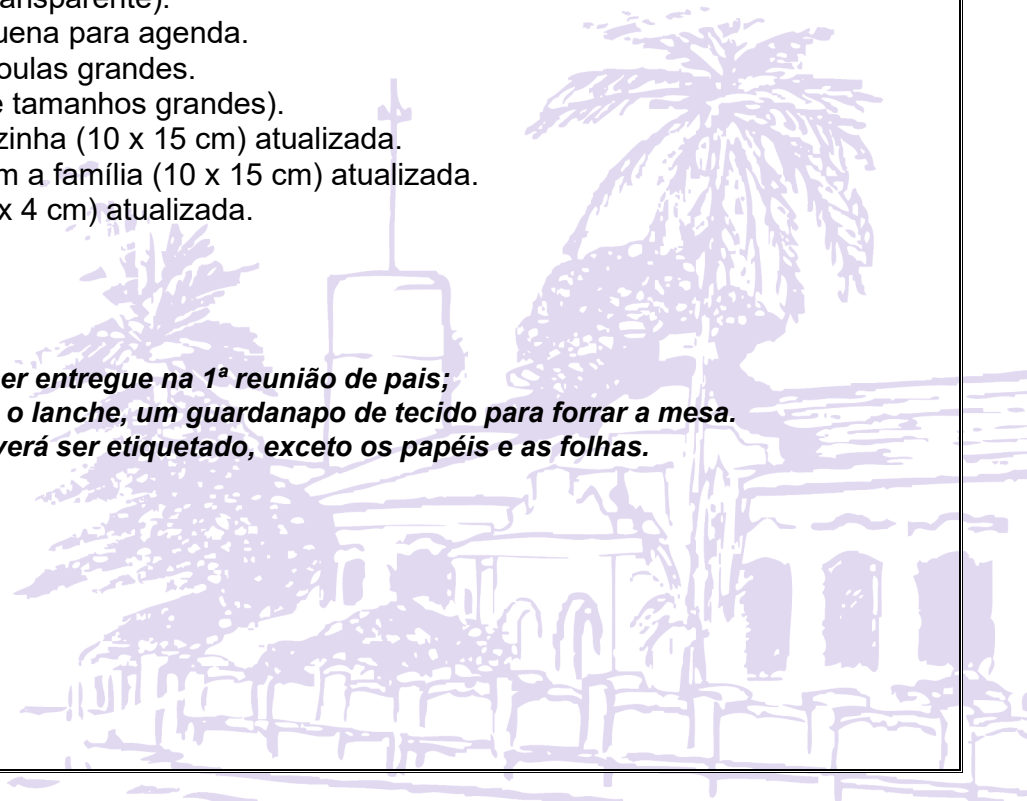 ansparente).
uena para agenda.
oulas grandes.
e tamanhos grandes).
zinha (10 x 15 cm) atualizada.
m a família (10 x 15 cm) atualizada.
x 4 cm) atualizada.
er entregue na 1ª reunião de pais;
o lanche, um guardanapo de tecido para forrar a mesa.
verá ser etiquetado, exceto os papéis e as folhas.